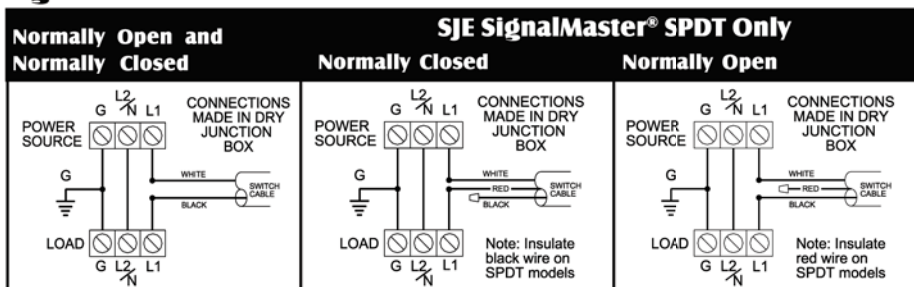 Normally Open and
Normally Closed
SJE SignalMaster® SPDT Only
Normally Closed
Normally Open
L2/N
G
L1
POWER
SOURCE
CONNECTIONS
MADE IN DRY
JUNCTION
BOX
G
WHITE
SWITCH
CABLE
BLACK
LOAD
G
L2/N
L1
L2/N
G
L1
POWER
SOURCE
CONNECTIONS
MADE IN DRY
JUNCTION
BOX
G
WHITE
RED
SWITCH
CABLE
BLACK
LOAD
G
L2/N
L1
Note: Insulate
black wire on
SPDT models
L2/N
G
L1
POWER
SOURCE
CONNECTIONS
MADE IN DRY
JUNCTION
BOX
G
WHITE
RED
SWITCH
CABLE
BLACK
LOAD
G
L2/N
L1
Note: Insulate
red wire on
SPDT models